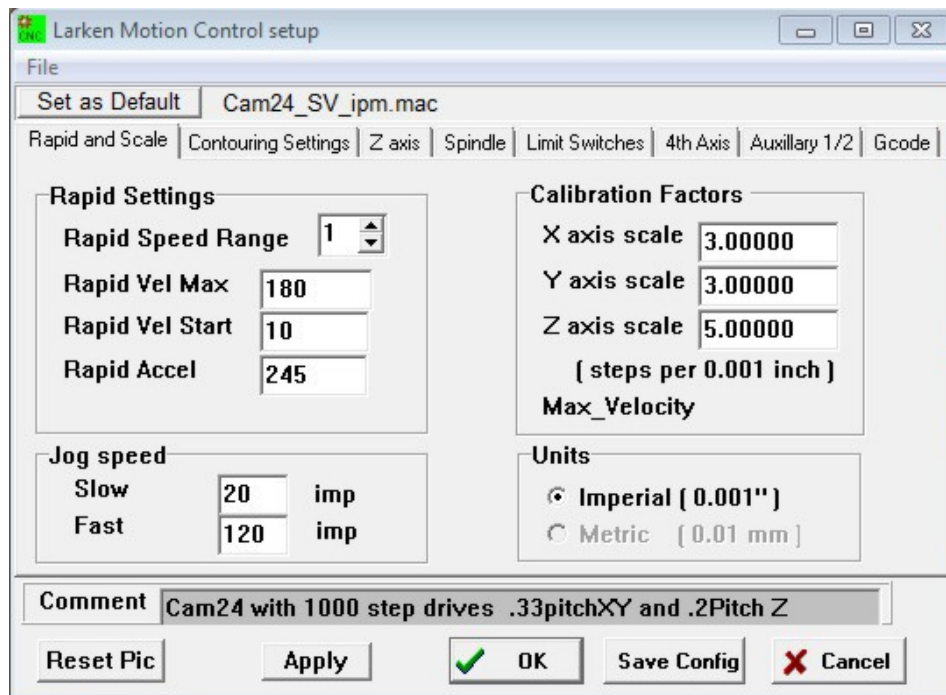 CNC Larken Motion Control setup
File
Set as Default Cam24_SV_ipm.mac
Rapid and Scale Contouring Settings Z axis Spindle Limit Switches 4th Axis Auxillary 1/2 Gcode
Rapid Settings
Rapid Speed Range 1
Rapid Vel Max 180
Rapid Vel Start 10
Rapid Accel 245
Calibration Factors
X axis scale 3.00000
Y axis scale 3.00000
Z axis scale 5.00000
( steps per 0.001 inch )
Max_Velocity
Jog speed
Slow 20 imp
Fast 120 imp
Units
Imperial ( 0.001" )
Metric ( 0.01 mm )
Comment Cam24 with 1000 step drives .33pitchXY and .2Pitch Z
Reset Pic Apply OK Save Config Cancel